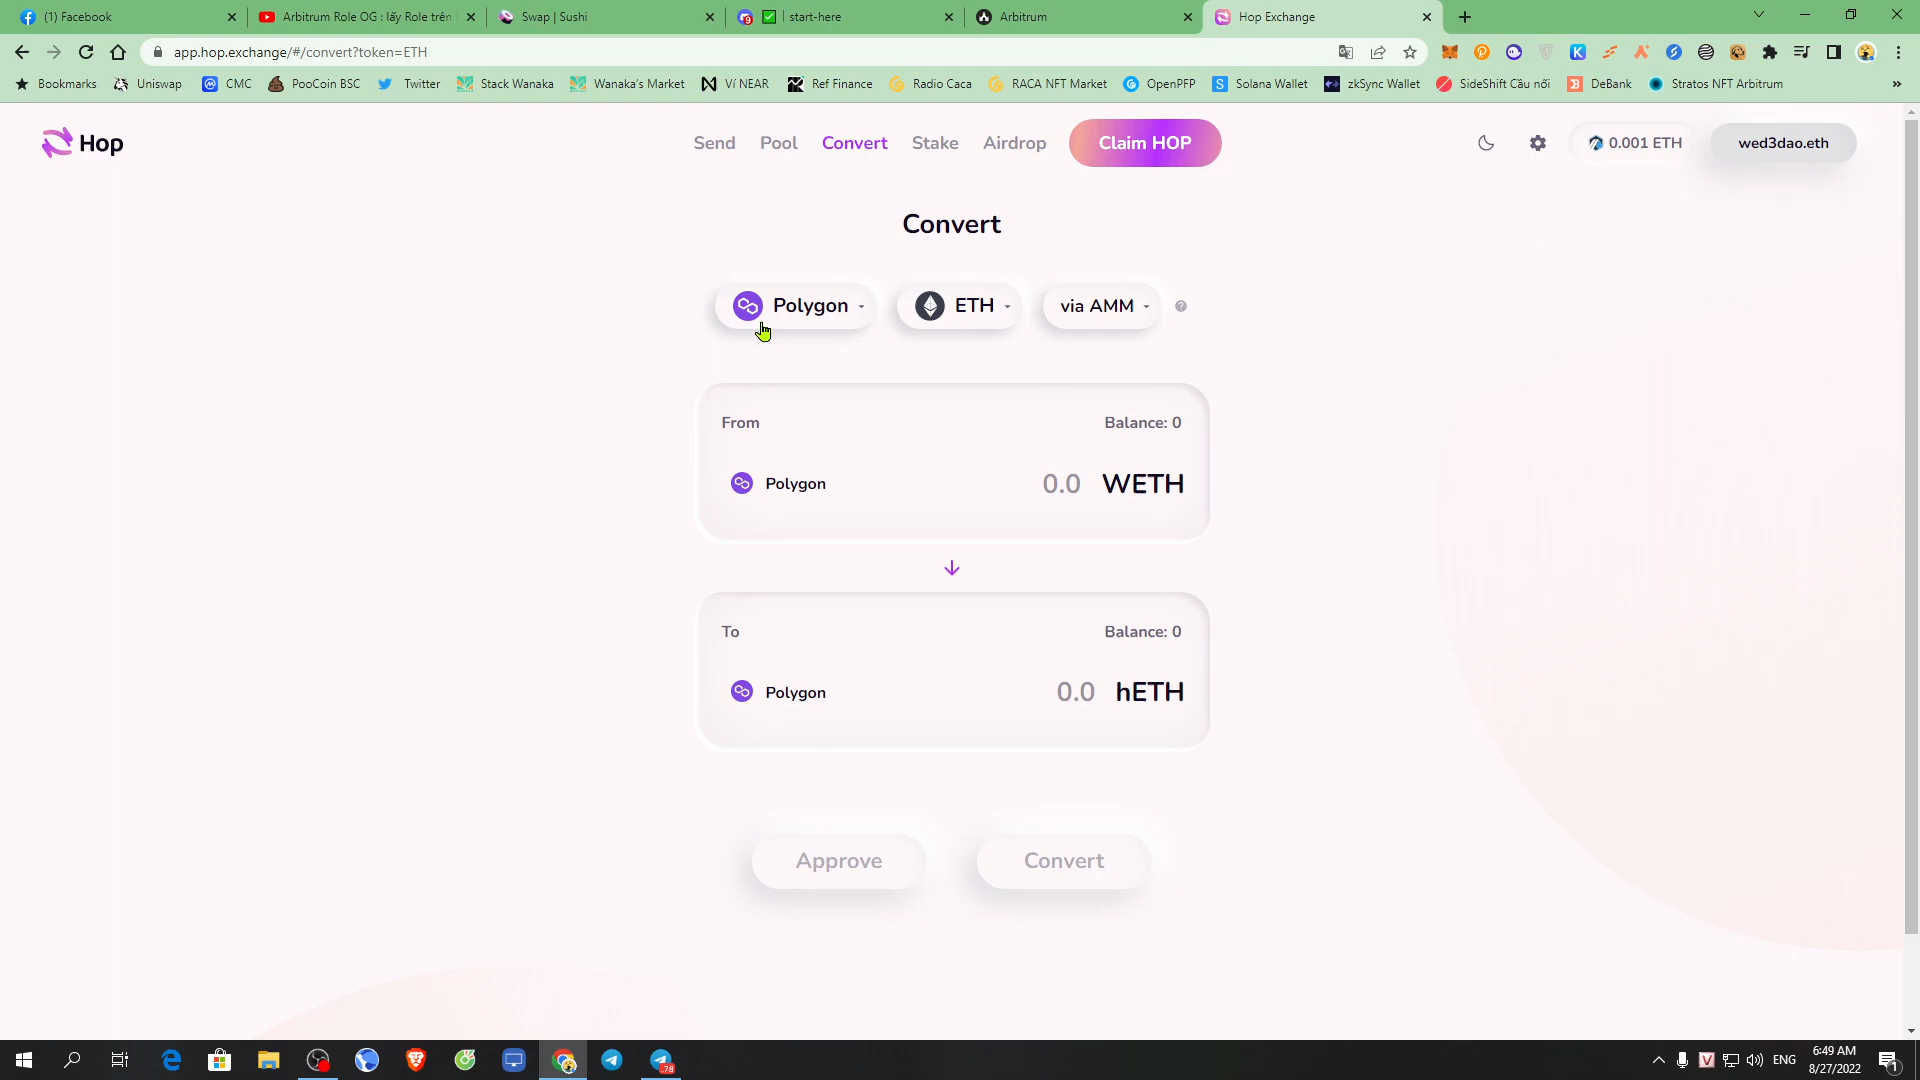 (1) Facebook
Arbitrum Role OG : lấy Role trên
Swap | Sushi
start-here
Arbitrum
Hop Exchange
app.hop.exchange/#/convert?token=ETH
Bookmarks
Uniswap
CMC
PooCoin BSC
Twitter
Stack Wanaka
Wanaka's Market
Ví NEAR
Ref Finance
Radio Caca
RACA NFT Market
OpenPFP
Solana Wallet
zkSync Wallet
SideShift Cầu nối
DeBank
Stratos NFT Arbitrum
»
Hop
Send
Pool
Convert
Stake
Airdrop
Claim HOP
0.001 ETH
wed3dao.eth
Convert
Polygon
ETH
via AMM
?
From
Balance: 0
Polygon
0.0 WETH
To
Balance: 0
Polygon
0.0 hETH
Approve
Convert
ENG
6:49 AM
8/27/2022